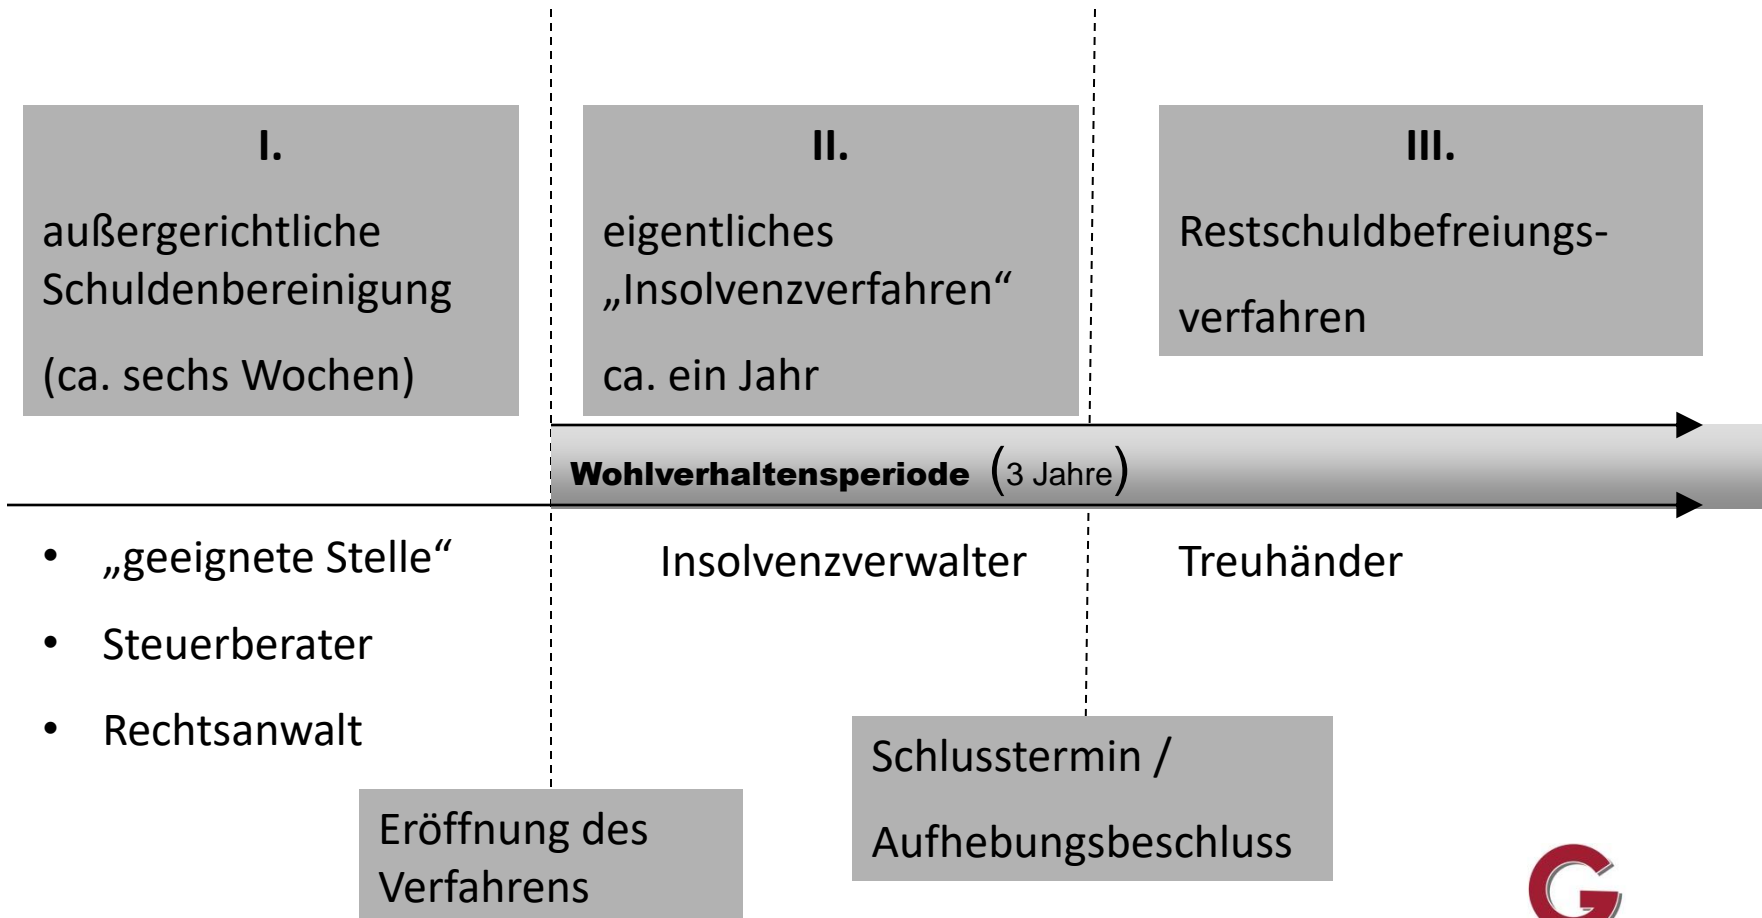 I.
außergerichtliche
Schuldenbereinigung
(ca. sechs Wochen)
II.
eigentliches
„Insolvenzverfahren“
ca. ein Jahr
III.
Restschuldbefreiungs-
verfahren
Wohlverhaltensperiode (3 Jahre)
• „geeignete Stelle“
• Steuerberater
• Rechtsanwalt
Insolvenzverwalter
Treuhänder
Eröffnung des
Verfahrens
Schlusstermin /
Aufhebungsbeschluss
G